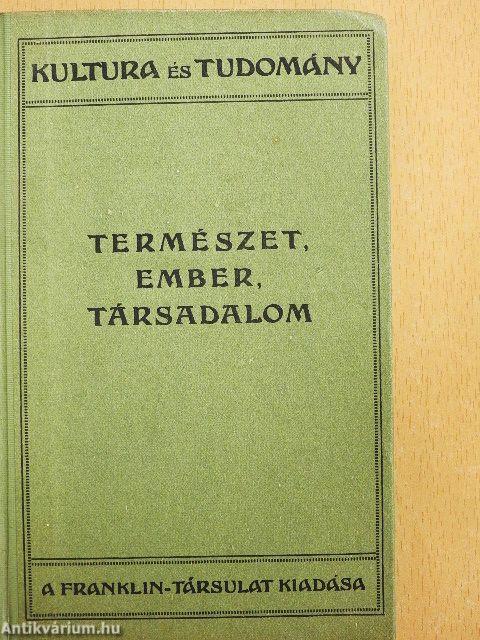 KULTURA ÉS TUDOMÁNY
TERMÉSZET,
EMBER,
TÁRSADALOM
A FRANKLIN-TÁRSULAT KIADÁSA
Antikvárium.hu